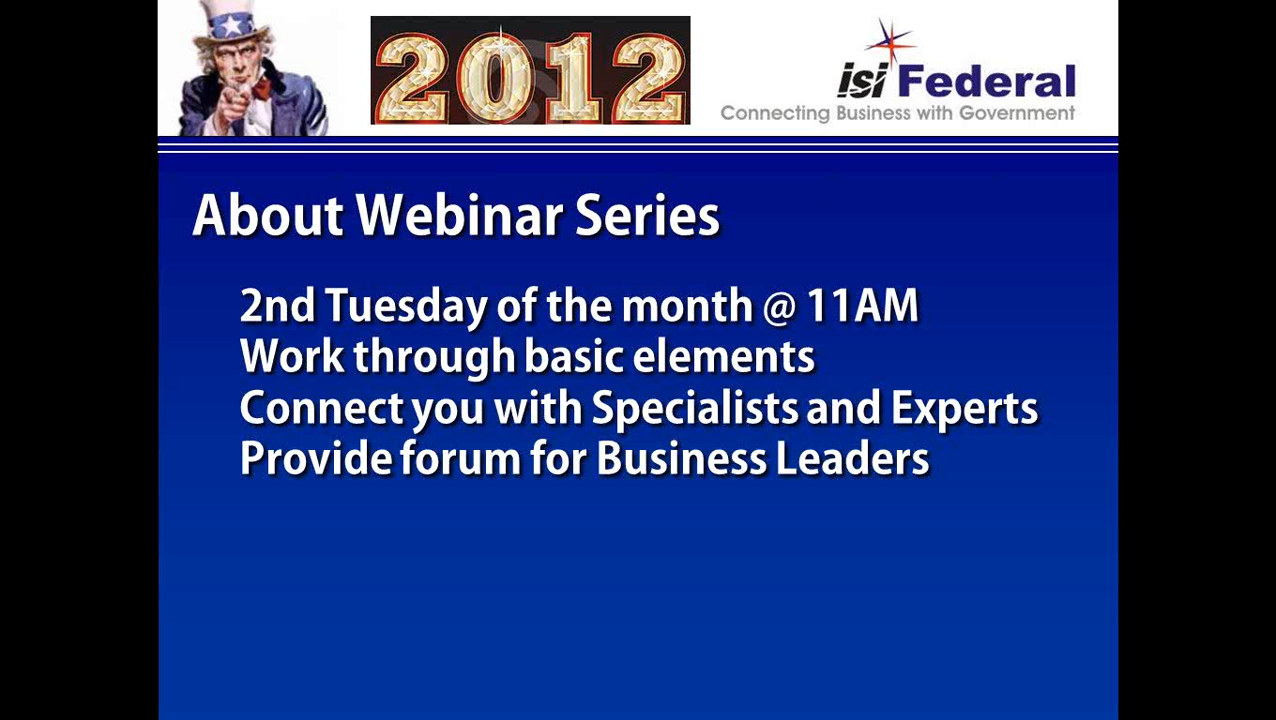 2012
isi Federal
Connecting Business with Government
About Webinar Series
2nd Tuesday of the month @ 11AM
Work through basic elements
Connect you with Specialists and Experts
Provide forum for Business Leaders